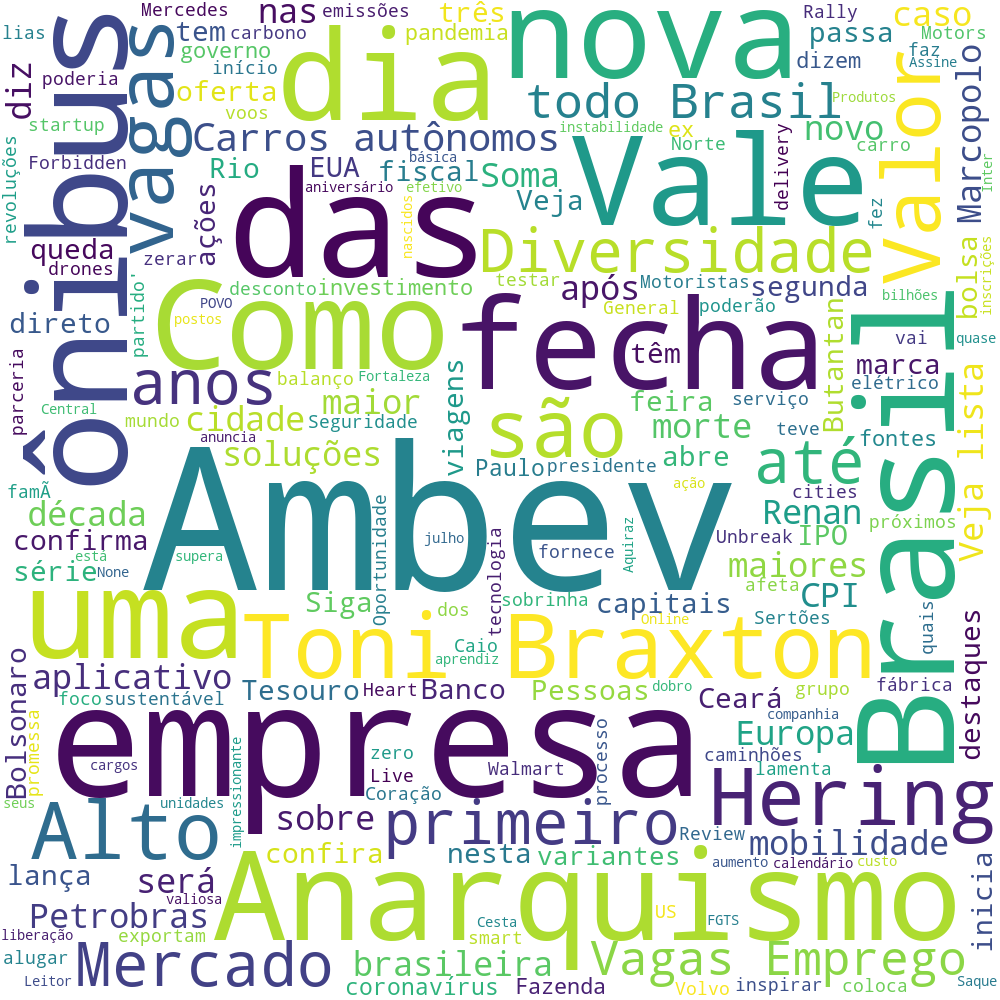 Mercedes
nas
emissões
três
nova
Rally
caso
lias
ônibus
vagas
tem
carbono
dia
pandemia
passa
Motors
governo
dizem
faz
Assine
diz
poderia
início
oferta
todo Brasil
Valor
Marcopolo
voos
Produtos
startup
Carros autônomos
instabilidade
ex
Norte
novo
carro
revoluções
Forbidden
Rio
EUA
básica
fiscal
Soma
Vale
delivery
Inter
aniversário
efetivo
Veja
fez
ações
das
nascidos
queda
drones
zerar
Diversidade
inscrições
partido'
desconto
investimento
testar
após
Motoristas
segunda
bolsa
bilhões
direto
POVO
postos
Como
fecha
General
poderão
Butantan
Brasil
vai
quase
parceria
têm
marca
anos
balanço
Fortaleza
elétrico
Central
mundo
cidade
maior
viagens
são
feira
serviço
Veja lista
anuncia
Seguridade
morte
teve
fontes
soluções
Paulo
presidente
abre
até
famÃ
Ambev
ação
cities
década
Oportunidade
Renan
próximos
confirma
julho
tecnologia
fornece
Aquiraz
Unbreak
IPO
esta
supera
série
None
maiores
afeta
uma
Siga
dos
sobrinha
capitais
CPI
quais
Toni Braxton
Online
Sertões
Caio
aprendiz
Bolsonaro
aplicativo
Tesouro
Heart
Banco
Pessoas
dobro
Ceará
grupo
fábrica
destaques
foco
sustentável
promessa
empresa
companhia
Europa
impressionante
zero
processo
caminhões
cargos
Live
Walmart
lamenta
seus
unidades
Coração
Hering
Alto
sobre
primeiro
Review
mobilidade
confira
nesta
variantes
aumento
calendário
custo
lança
será
valiosa
Anarquismo
inicia
Petrobras
Cesta
US
FGTS
liberação
exportam
smart
alugar
Mercado
brasileira
Vagas Emprego
Leitor
coronavírus
Fazenda
Volvo
inspirar
coloca
Saque